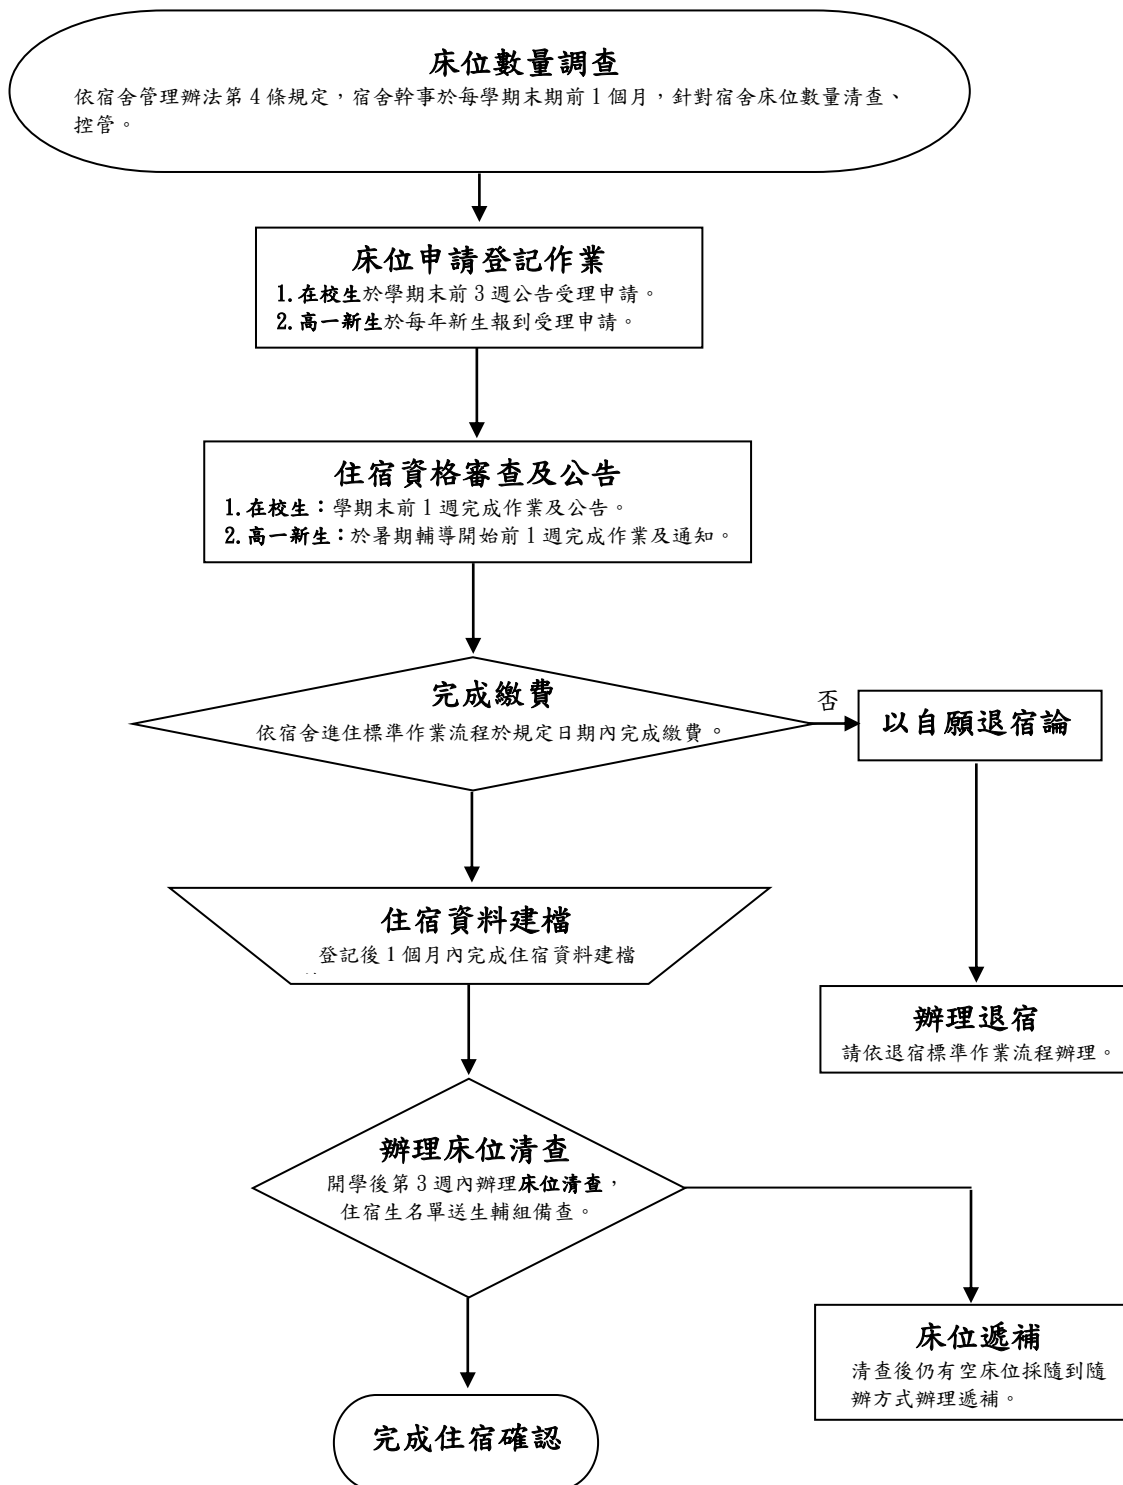 床位數量調查
依宿舍管理辦法第4條規定，宿舍幹事於每學期末期前1個月，針對宿舍床位數量清查、
控管。
床位申請登記作業
1.在校生於學期末前3週公告受理申請。
2.高一新生於每年新生報到受理申請。
住宿資格審查及公告
1.在校生：學期末前1週完成作業及公告。
2.高一新生：於暑期輔導開始前1週完成作業及通知。
完成繳費
依宿舍進住標準作業流程於規定日期內完成繳費。
否
以自願退宿論
住宿資料建檔
登記後1個月內完成住宿資料建檔
辦理退宿
請依退宿標準作業流程辦理。
辦理床位清查
開學後第3週內辦理床位清查，
住宿生名單送生輔組備查。
床位遞補
清查後仍有空床位採隨到隨
辦方式辦理遞補。
完成住宿確認